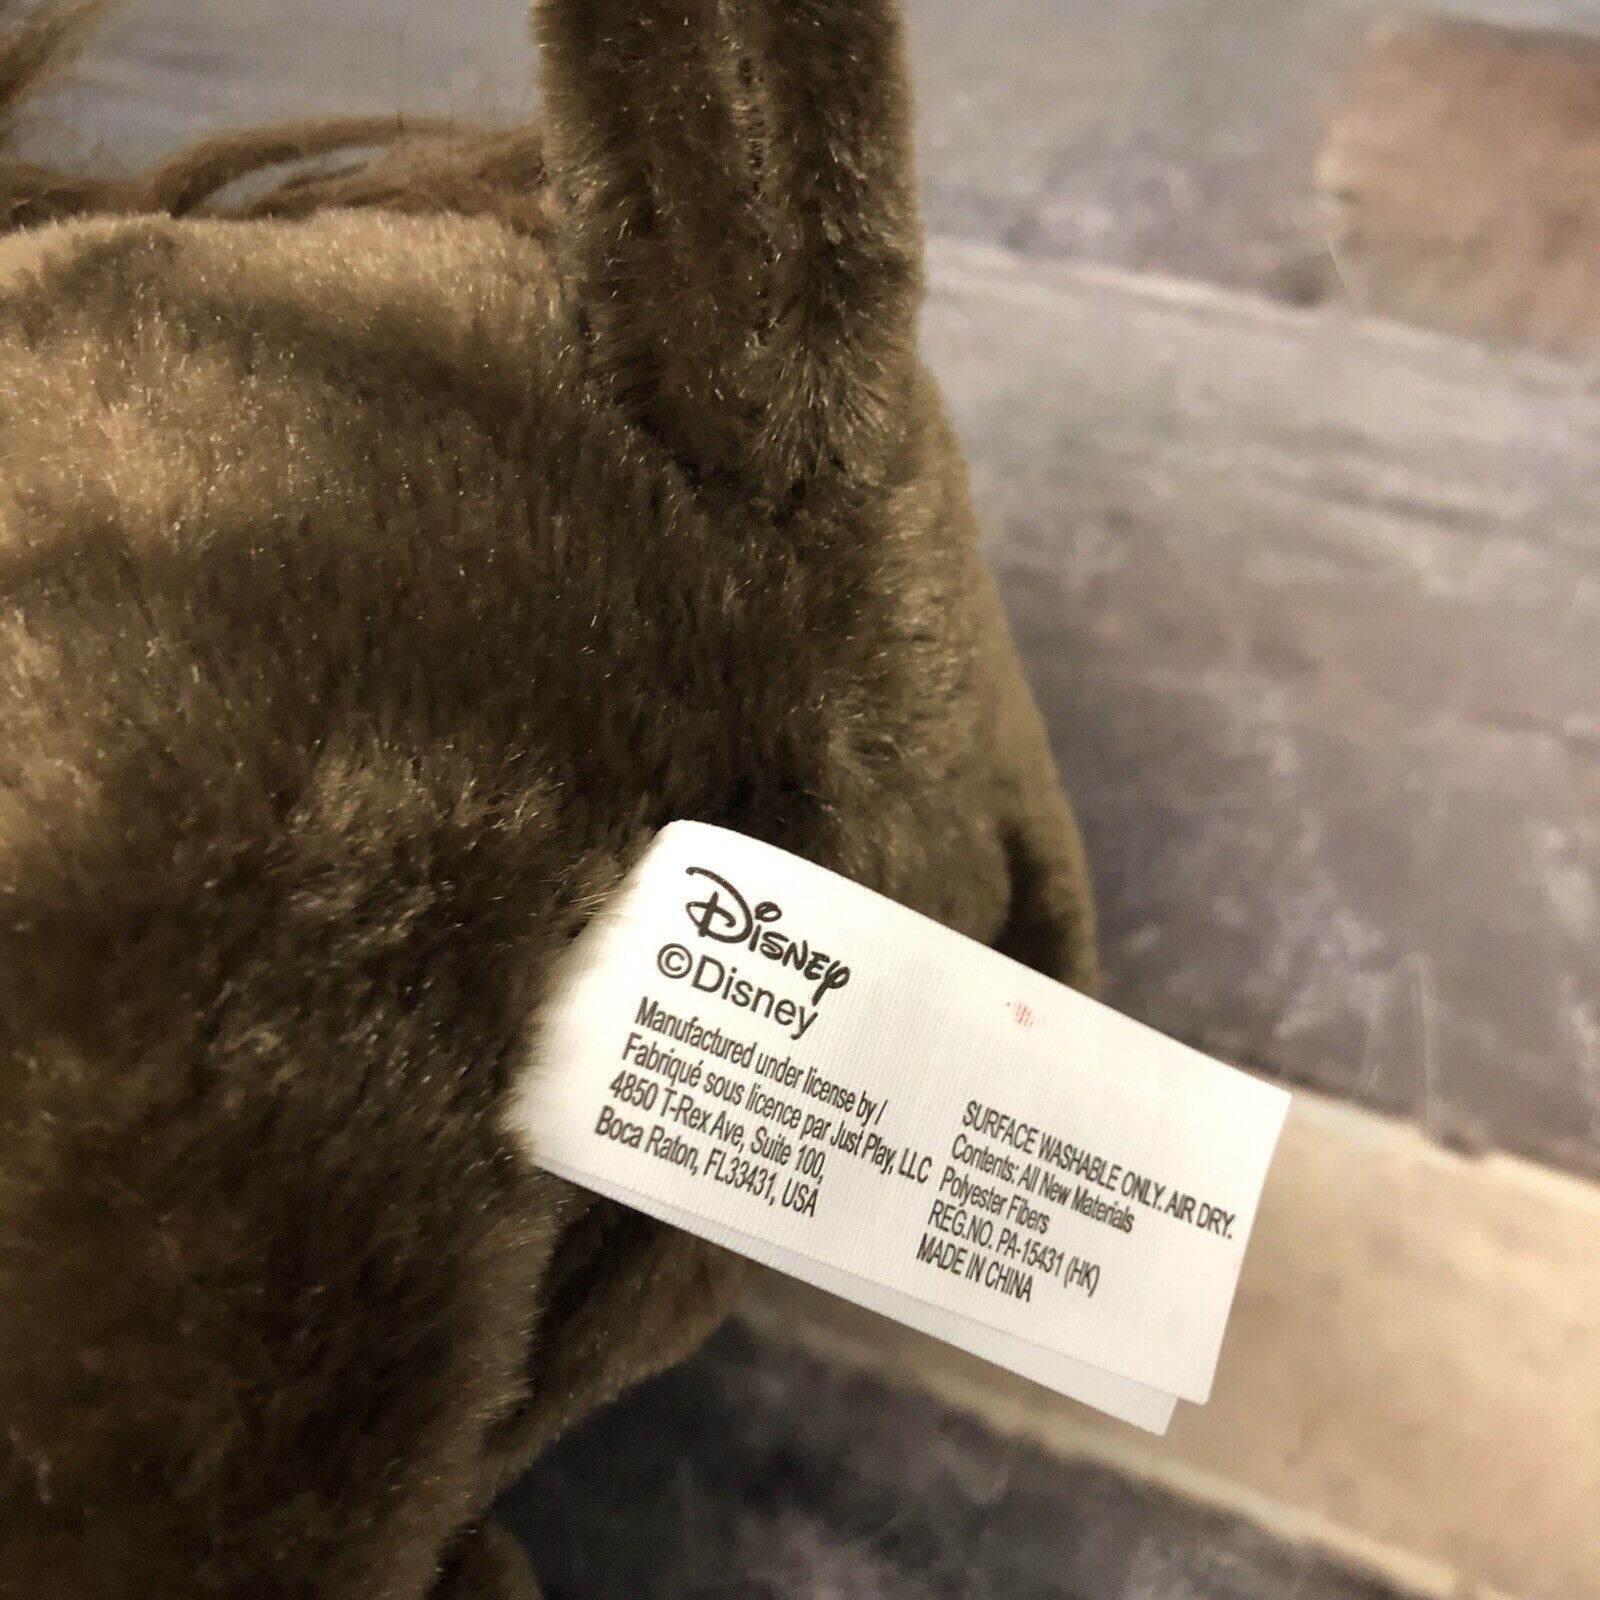 Disney
©Disney
Manufactured under license by /
Fabriqué sous licence par Just Play, LLC
4850 T-Rex Ave, Suite 100,
Boca Raton, FL33431, USA
SURFACE WASHABLE ONLY. AIR DRY.
Contents: All New Materials
Polyester Fibers
REG.NO. PA-15431 (HK)
MADE IN CHINA